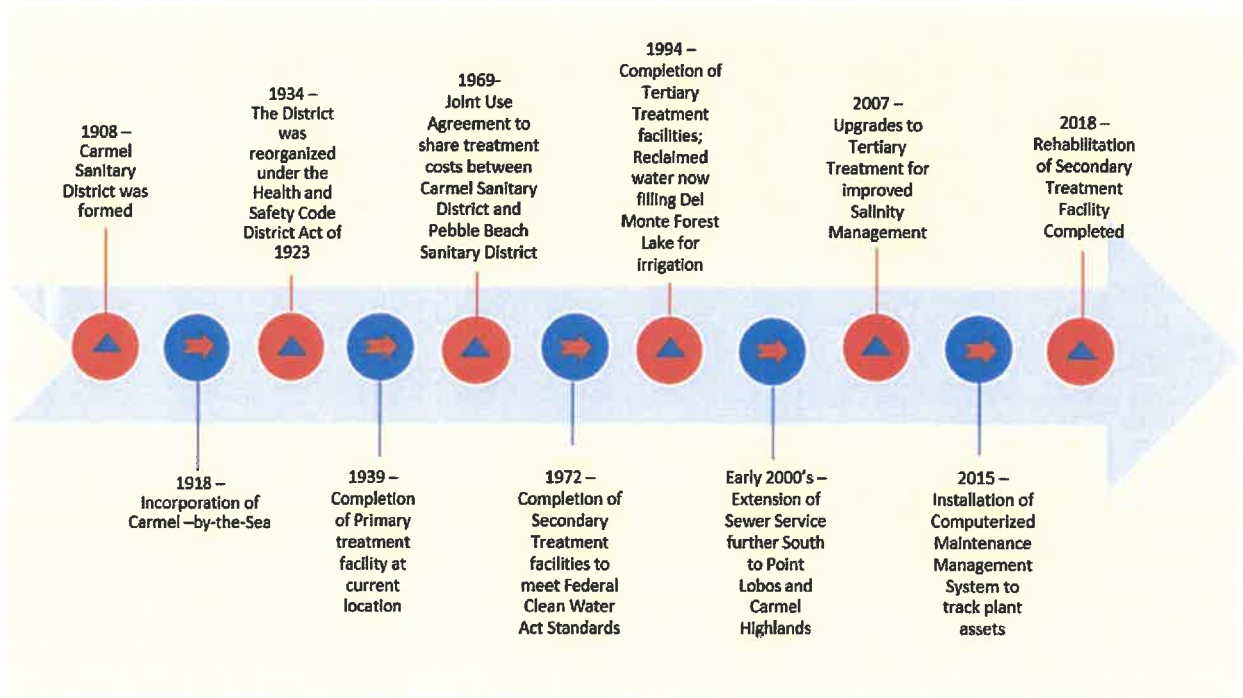 1908 –
Carmel
Sanitary
District was
formed
1918 –
Incorporation of
Carmel –by-the-Sea
1934 –
The District
was
reorganized
under the
Health and
Safety Code
District Act of
1923
1939 –
Completion
of Primary
treatment
facility at
current
location
1969-
Joint Use
Agreement to
share treatment
costs between
Carmel Sanitary
District and
Pebble Beach
Sanitary District
1972 –
Completion of
Secondary
Treatment
facilities to
meet Federal
Clean Water
Act Standards
1994 –
Completion of
Tertiary
Treatment
facilities;
Reclaimed
water now
filling Del
Monte Forest
Lake for
irrigation
Early 2000's –
Extension of
Sewer Service
further South
to Point
Lobos and
Carmel
Highlands
2007 –
Upgrades to
Tertiary
Treatment for
improved
Salinity
Management
2015 –
Installation of
Computerized
Maintenance
Management
System to
track plant
assets
2018 –
Rehabilitation
of Secondary
Treatment
Facility
Completed